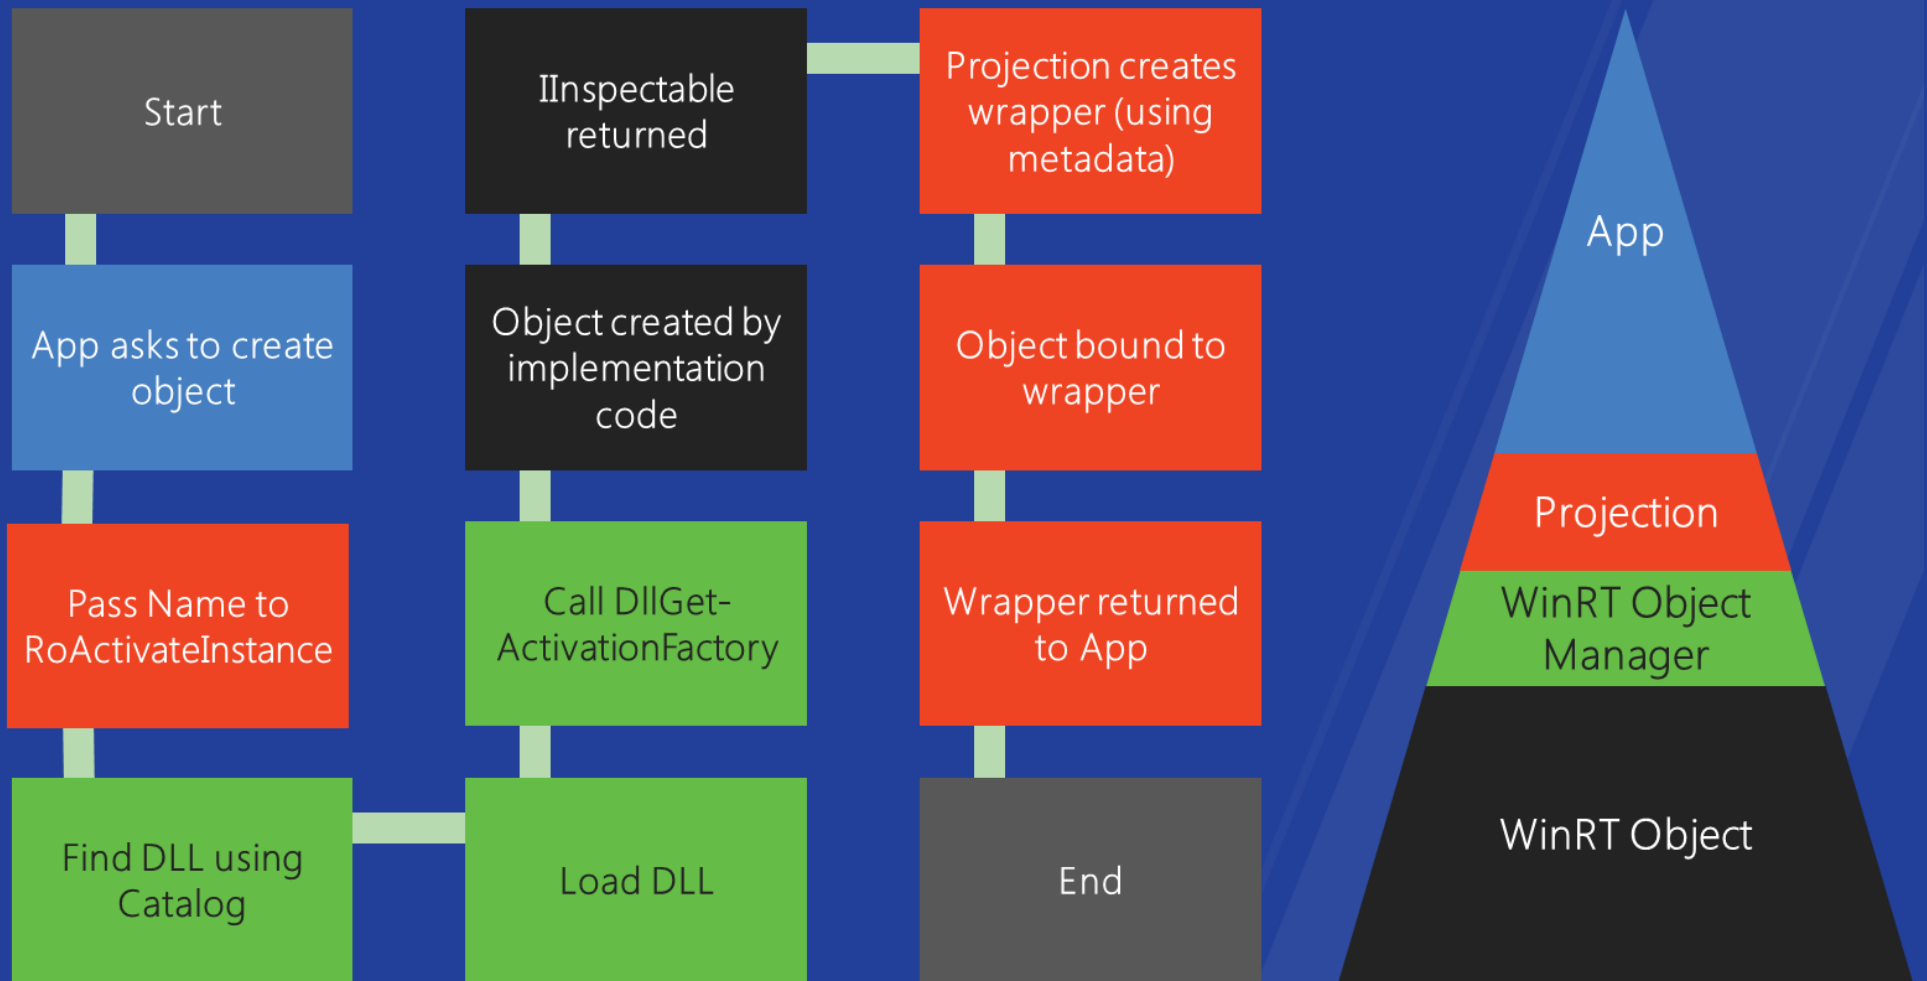 Start
App asks to create
object
Pass Name to
RoActivateInstance
Find DLL using
Catalog
Load DLL
Call DllGet-
ActivationFactory
Object created by
implementation
code
IInspectable
returned
Projection creates
wrapper (using
metadata)
Object bound to
wrapper
Wrapper returned
to App
End
App
Projection
WinRT Object
Manager
WinRT Object